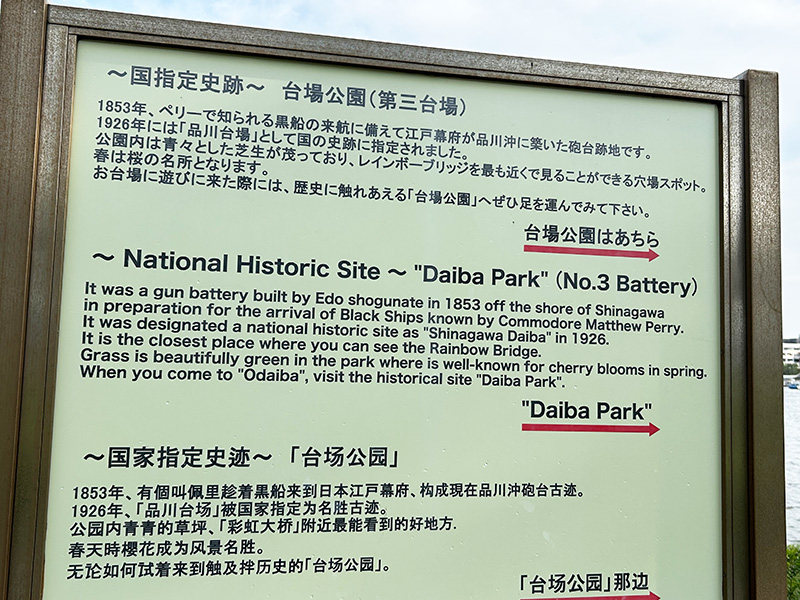 ～国指定史跡～ 台場公園(第三台場)
1853年、ペリーで知られる黒船の来航に備えて江戸幕府が品川沖に築いた砲台跡地です。
1926年には「品川台場」として国の史跡に指定されました。
公園内は青々とした芝生が茂っており、レインボーブリッジを最も近くで見ることができる穴場スポット。
春は桜の名所となります。
お台場に遊びに来た際には、歴史に触れあえる「台場公園」へぜひ足を運んでみて下さい。
台場公園はあちら
～ National Historic Site ～ "Daiba Park" (No.3 Battery)
It was a gun battery built by Edo shogunate in 1853 off the shore of Shinagawa
in preparation for the arrival of Black Ships known by Commodore Matthew Perry.
It was designated a national historic site as "Shinagawa Daiba" in 1926.
It is the closest place where you can see the Rainbow Bridge.
Grass is beautifully green in the park where is well-known for cherry blooms in spring.
When you come to "Odaiba", visit the historical site "Daiba Park".
"Daiba Park"
～国家指定史迹～ 「台场公园」
1853年、有個叫佩里趁着黒船来到日本江戸幕府、构成現在品川沖砲台古迹。
1926年、「品川台场」被国家指定为名胜古迹。
公园内青青的草坪、「彩虹大桥」附近最能看到的好地方.
春天時樱花成为风景名胜。
无论如何试着来到触及拌历史的「台场公园」。
「台场公园」那边